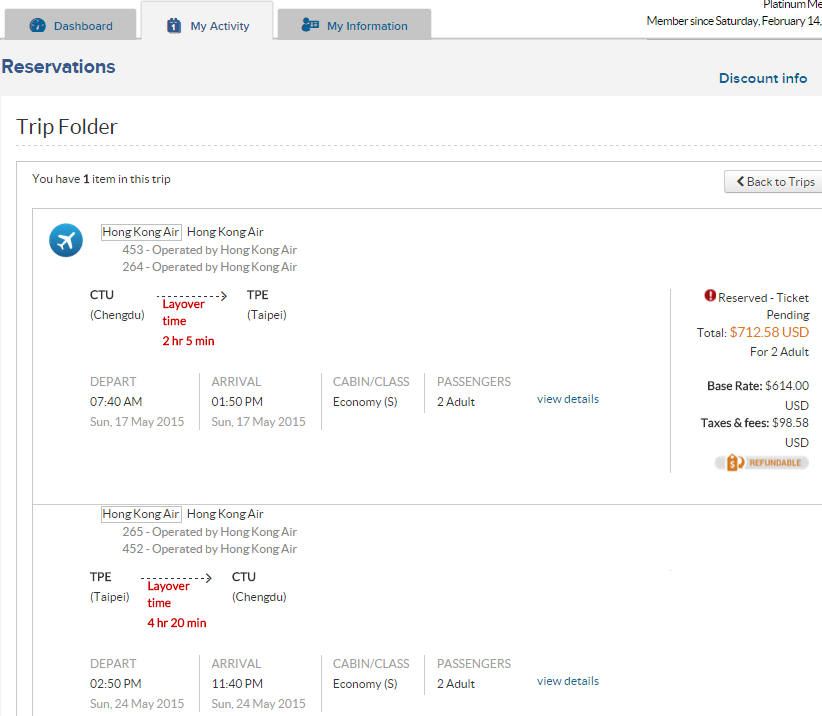 Platinum Me
Dashboard
My Activity
My Information
Member since Saturday, February 14,
Reservations
Discount info
Trip Folder
You have 1 item in this trip
Back to Trips
Hong Kong Air Hong Kong Air
453 - Operated by Hong Kong Air
264 - Operated by Hong Kong Air
CTU
(Chengdu)
Layover
time
2 hr 5 min
TPE
(Taipei)
DEPART
07:40 AM
Sun, 17 May 2015
ARRIVAL
01:50 PM
Sun, 17 May 2015
CABIN/CLASS
Economy (S)
PASSENGERS
2 Adult
view details
Reserved - Ticket
Pending
Total: $712.58 USD
For 2 Adult
Base Rate: $614.00
USD
Taxes & fees: $98.58
USD
REFUNDABLE
Hong Kong Air Hong Kong Air
265 - Operated by Hong Kong Air
452 - Operated by Hong Kong Air
TPE
(Taipei)
Layover
time
4 hr 20 min
CTU
(Chengdu)
DEPART
02:50 PM
Sun, 24 May 2015
ARRIVAL
11:40 PM
Sun, 24 May 2015
CABIN/CLASS
Economy (S)
PASSENGERS
2 Adult
view details